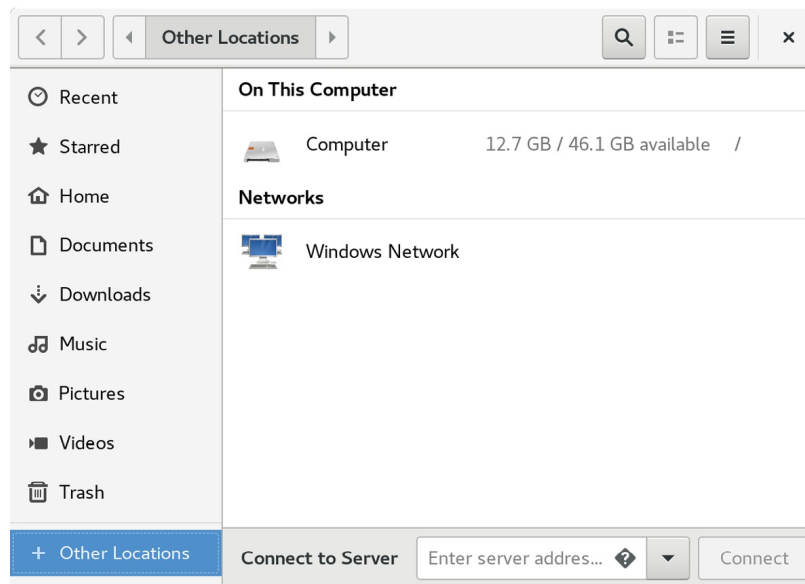 Other Locations
Recent
Starred
Home
Documents
Downloads
Music
Pictures
Videos
Trash
+ Other Locations
On This Computer
Computer 12.7 GB / 46.1 GB available /
Networks
Windows Network
Connect to Server Enter server addres... Connect